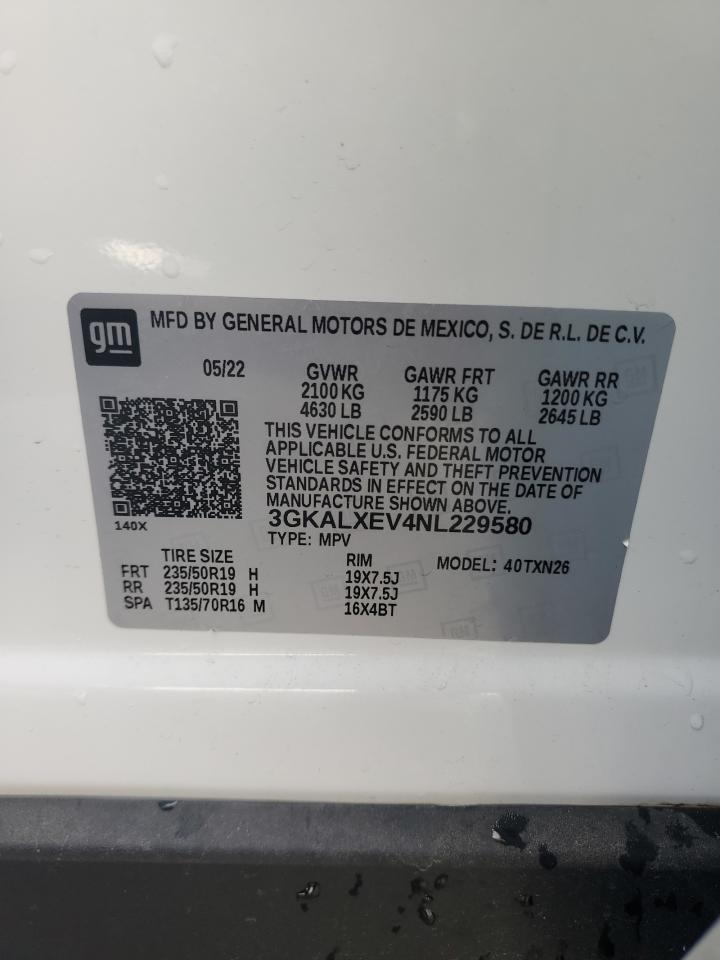 gm
MFD BY GENERAL MOTORS DE MEXICO, S. DE R.L. DE C.V.
05/22 GVWR GAWR FRT GAWR RR
2100 KG 1175 KG 1200 KG
4630 LB 2590 LB 2645 LB
THIS VEHICLE CONFORMS TO ALL
APPLICABLE U.S. FEDERAL MOTOR
VEHICLE SAFETY AND THEFT PREVENTION
STANDARDS IN EFFECT ON THE DATE OF
MANUFACTURE SHOWN ABOVE.
140X
3GKALXEV4NL229580
TYPE: MPV
TIRE SIZE RIM MODEL: 40TXN26
FRT 235/50R19 H 19X7.5J
RR 235/50R19 H 19X7.5J
SPA T135/70R16 M 16X4BT